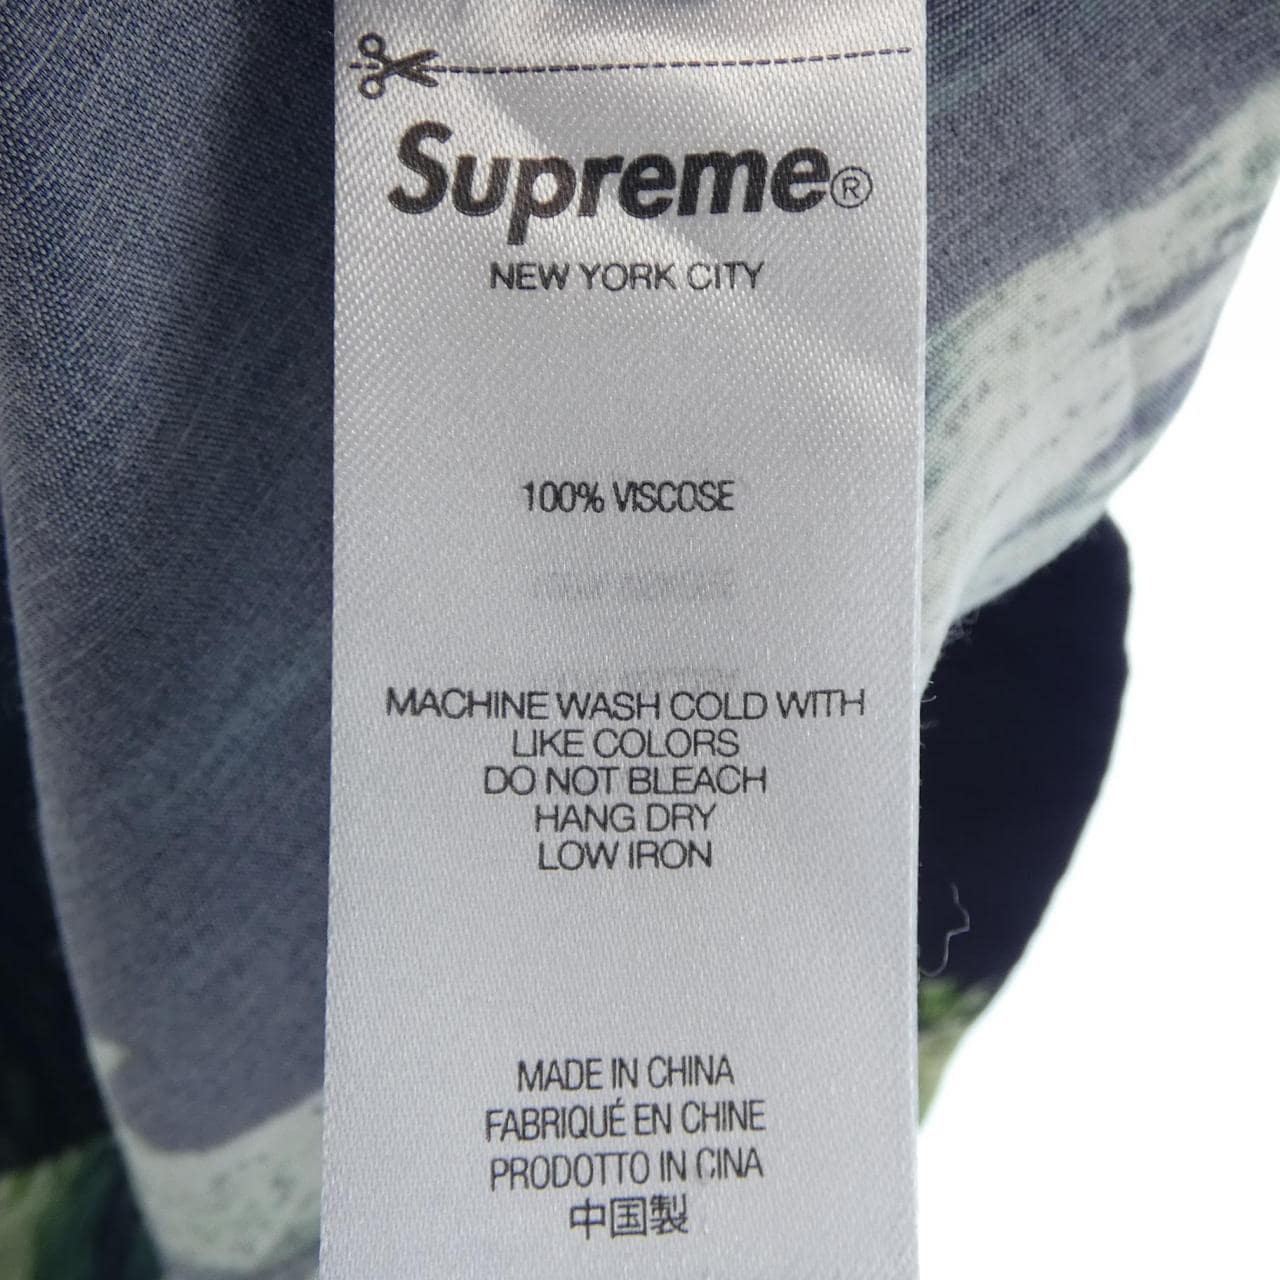 Supreme®
NEW YORK CITY
100% VISCOSE
MACHINE WASH COLD WITH
LIKE COLORS
DO NOT BLEACH
HANG DRY
LOW IRON
MADE IN CHINA
FABRIQUÉ EN CHINE
PRODOTTO IN CINA
中国製